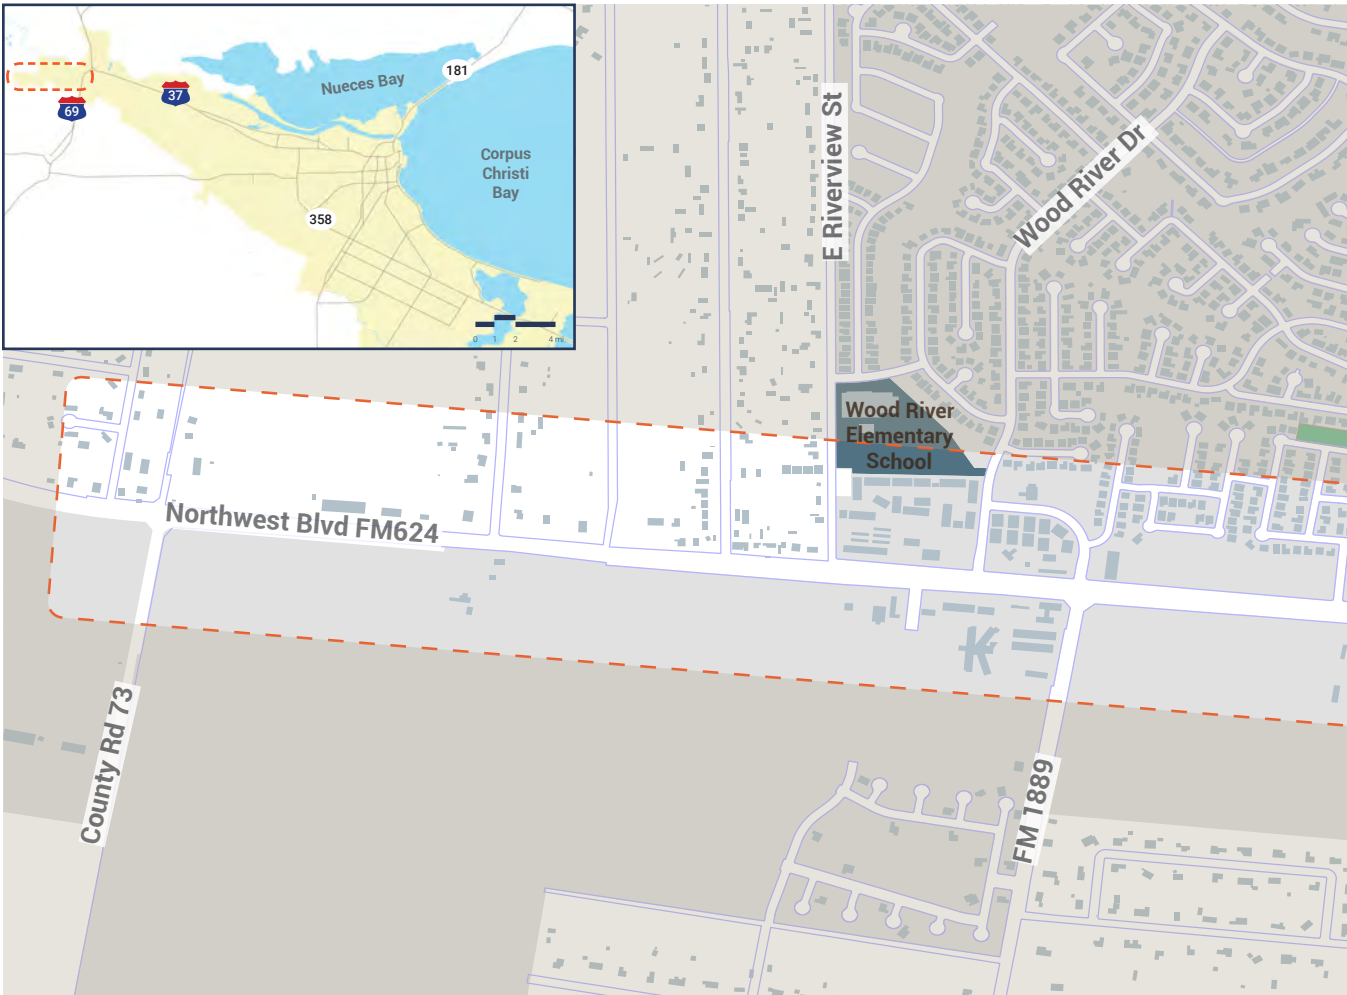 Nueces Bay
181
37
69
Corpus
Christi
Bay
358
0 1 2 4 mi
E Riverview St
Wood River Dr
Wood River
Elementary
School
Northwest Blvd FM624
County Rd 73
FM 1889